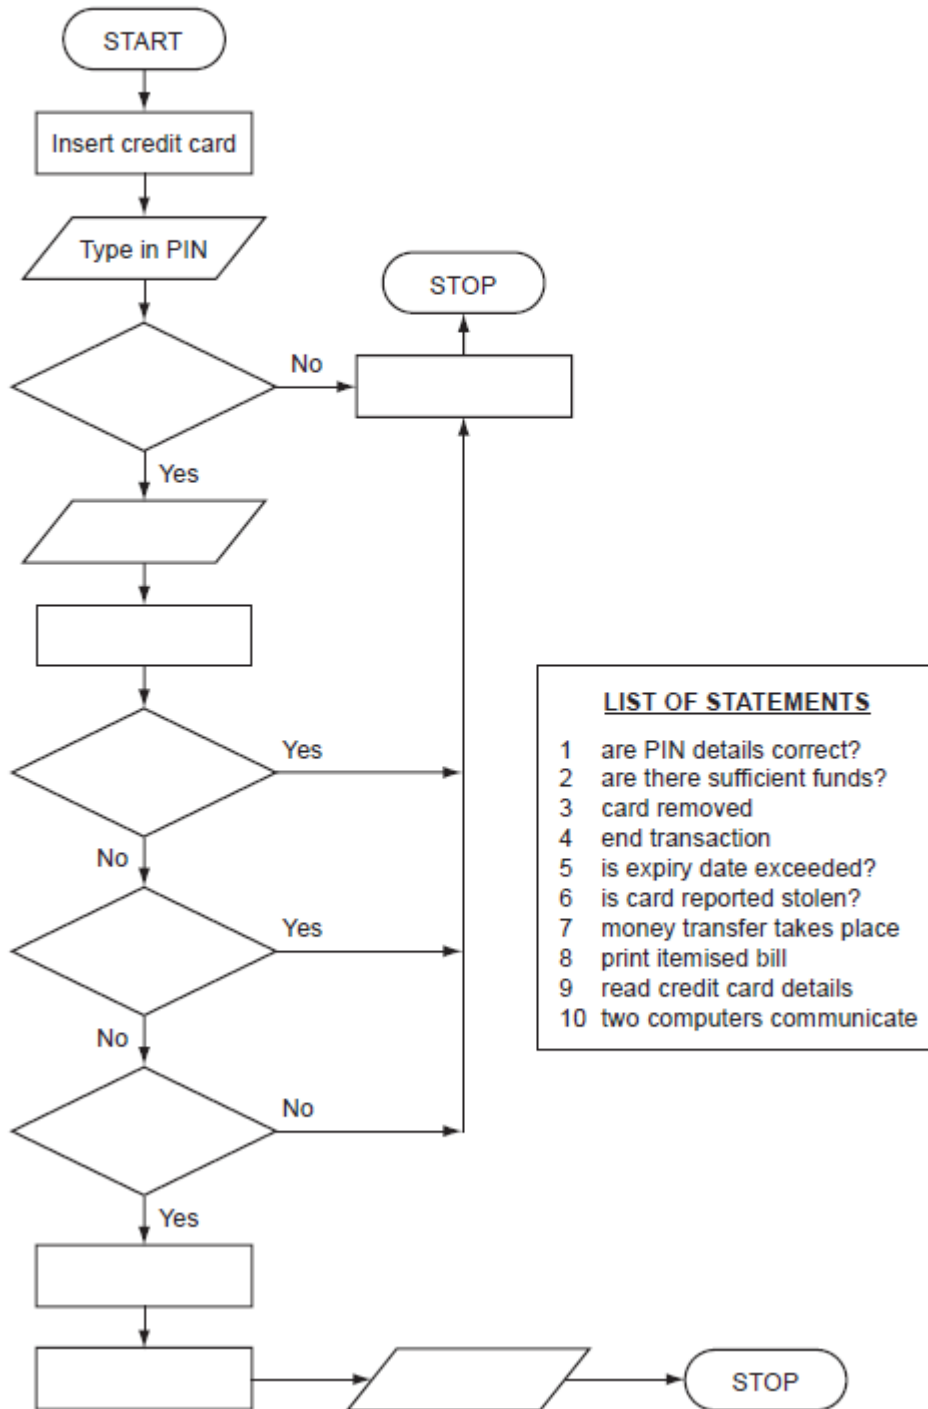 START
Insert credit card
Type in PIN
STOP
No
Yes
Yes
No
Yes
No
No
Yes
STOP
LIST OF STATEMENTS
1 are PIN details correct?
2 are there sufficient funds?
3 card removed
4 end transaction
5 is expiry date exceeded?
6 is card reported stolen?
7 money transfer takes place
8 print itemised bill
9 read credit card details
10 two computers communicate